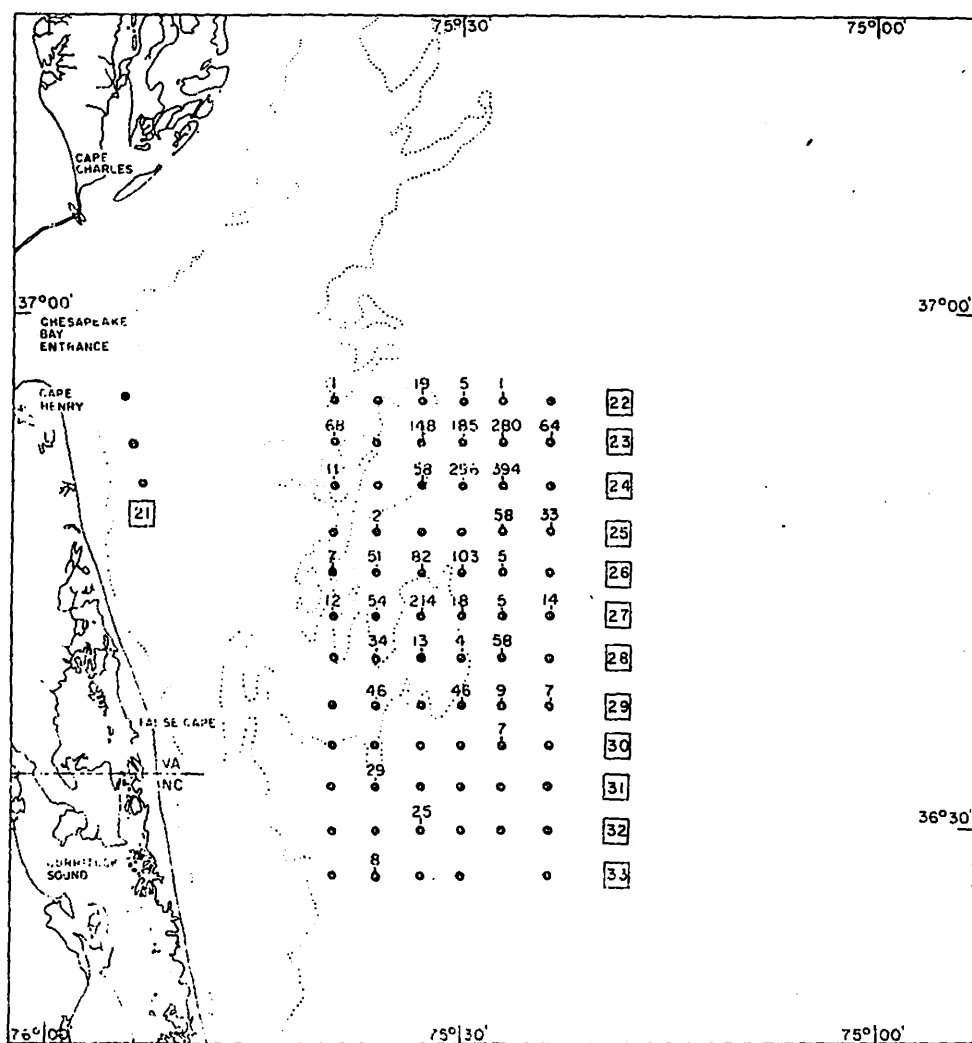 75°30' 75°00'
CAPE
CHARLES
37°00' 37°00'
CHESAPEAKE
BAY
ENTRANCE
CAPE
HENRY
1 19 5 1 22
68 148 185 280 64 23
11 58 256 394 24
21
2 58 33 25
7 51 82 103 5 26
12 54 214 18 5 14 27
34 13 4 58 28
46 46 9 7 29
FALSE CAPE
7 30
VA
NC
29 31
25 32
36°30'
SOUND
8 33
76°00' 75°30' 75°00'